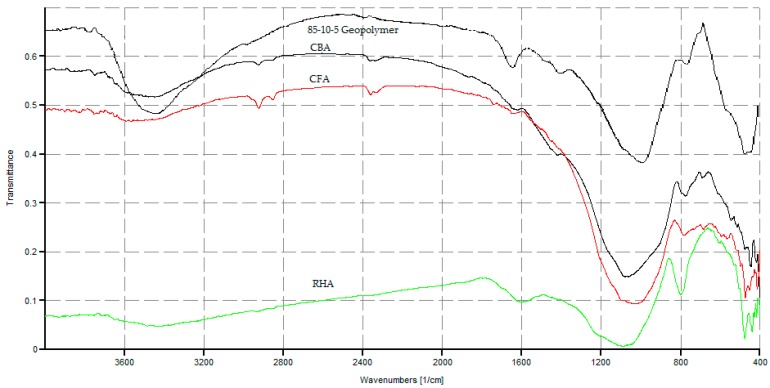 85-10-5 Geopolymer
CBA
CFA
RHA
Transmittance
0.6
0.5
0.4
0.3
0.2
0.1
0
3600 3200 2800 2400 2000 1600 1200 800 400
Wavenumbers [1/cm]